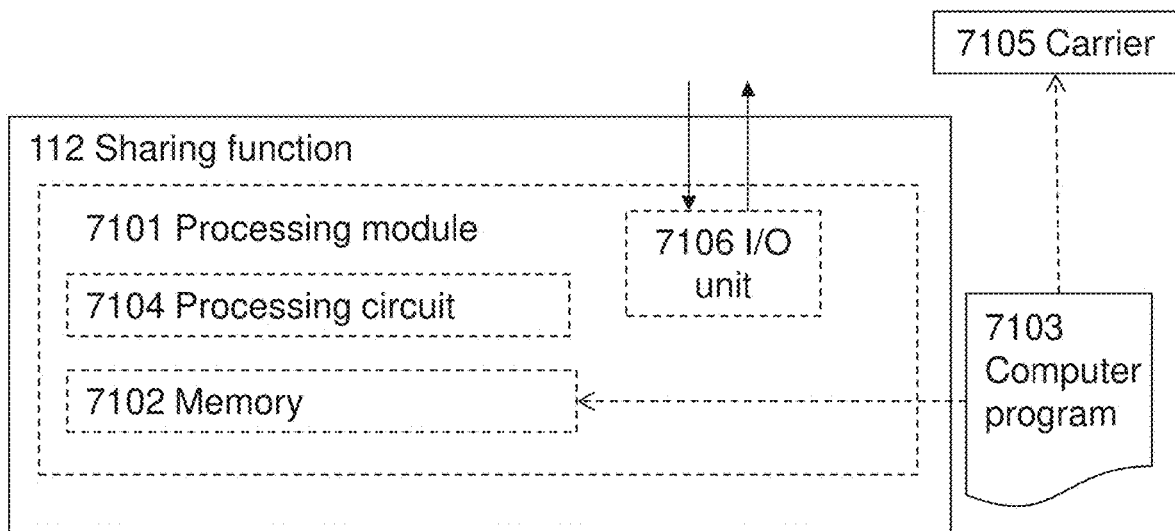 7105 Carrier
112 Sharing function
7101 Processing module
7106 I/O
unit
7104 Processing circuit
7103
Computer
program
7102 Memory